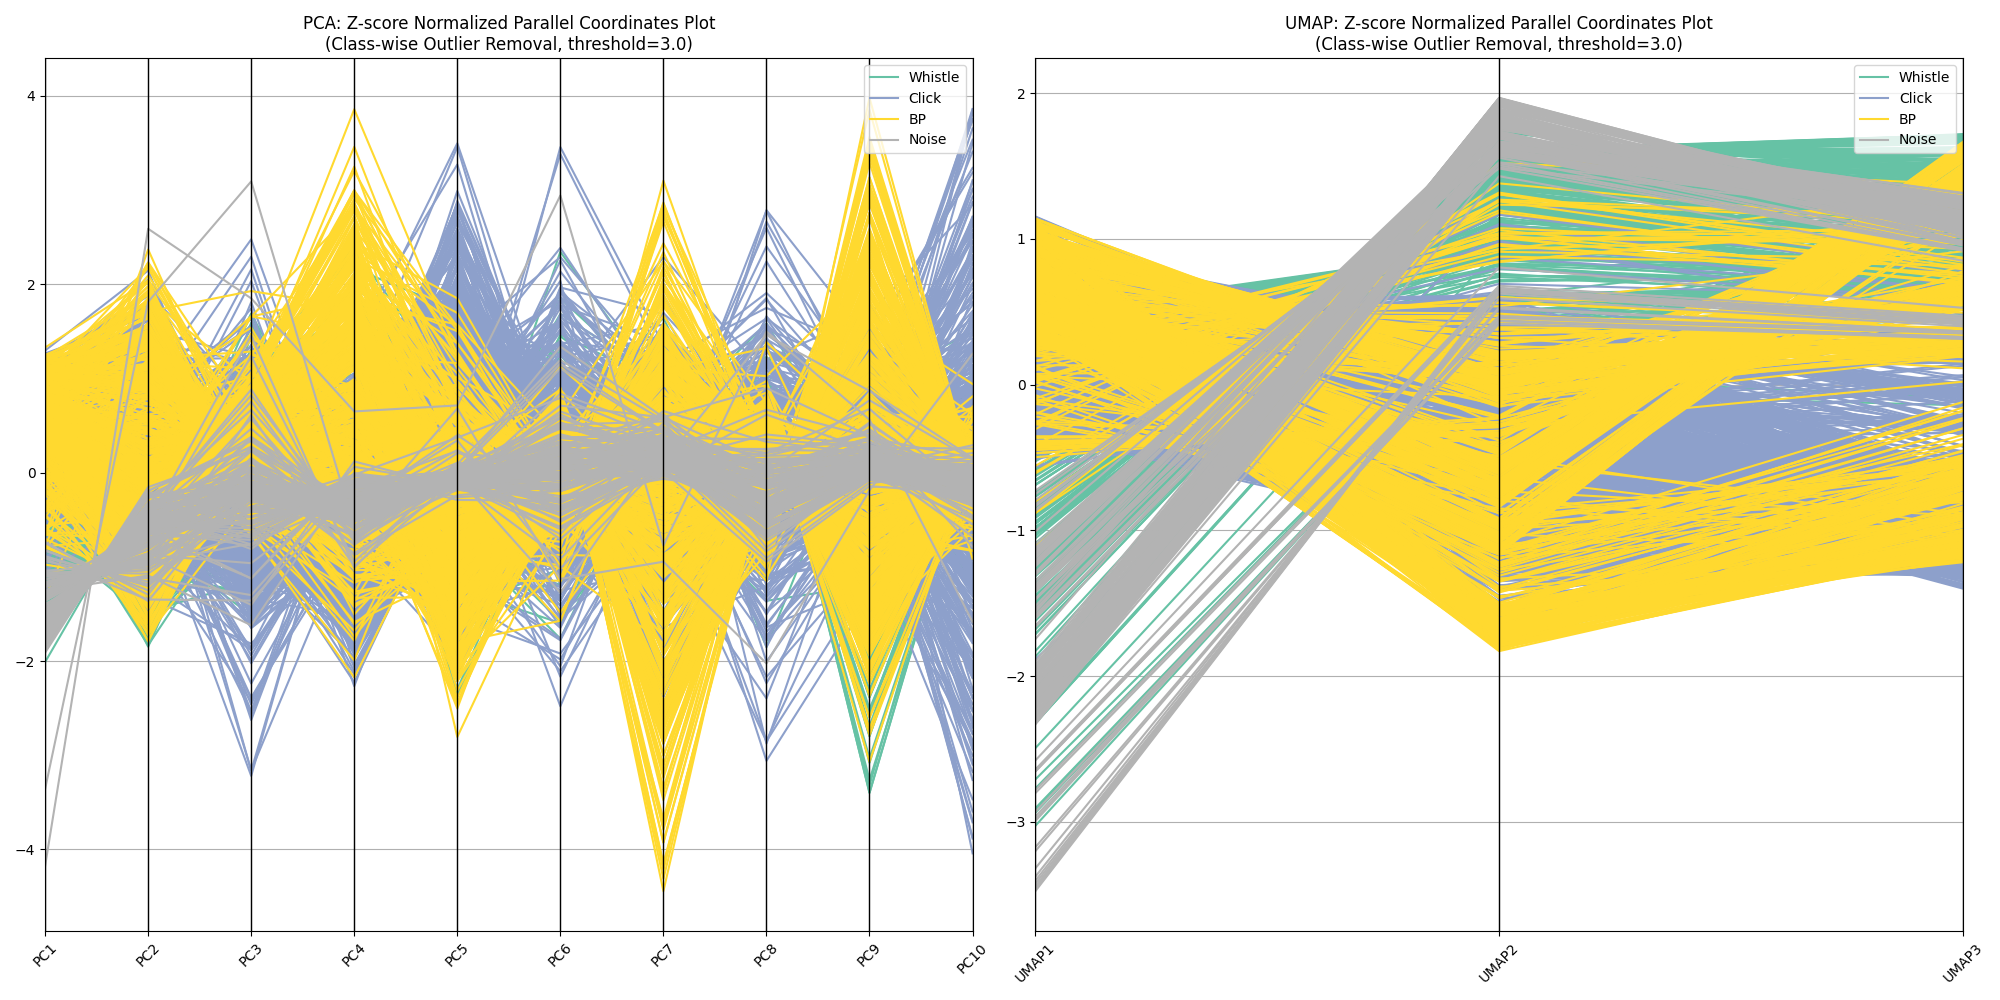 PCA: Z-score Normalized Parallel Coordinates Plot
(Class-wise Outlier Removal, threshold=3.0)
4
2
0
−2
−4
Whistle
Click
BP
Noise
PC1
PC2
PC3
PC4
PC5
PC6
PC7
PC8
PC9
PC10
UMAP: Z-score Normalized Parallel Coordinates Plot
(Class-wise Outlier Removal, threshold=3.0)
2
1
0
−1
−2
−3
Whistle
Click
BP
Noise
UMAP1
UMAP2
UMAP3